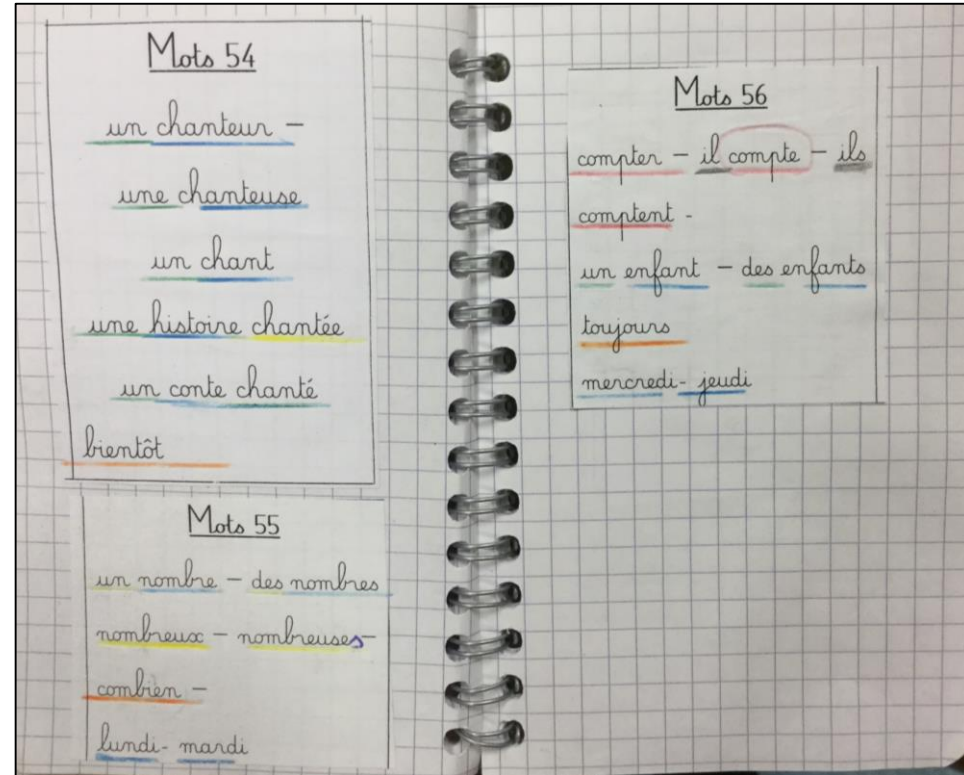 Mots 54
un chanteur –
une chanteuse
un chant
une histoire chantée
un conte chanté
bientôt
Mots 55
un nombre – des nombres
nombreux – nombreuses–
combien –
lundi- mardi
Mots 56
compter – il compte – ils
comptent -
un enfant – des enfants
toujours
mercredi- jeudi